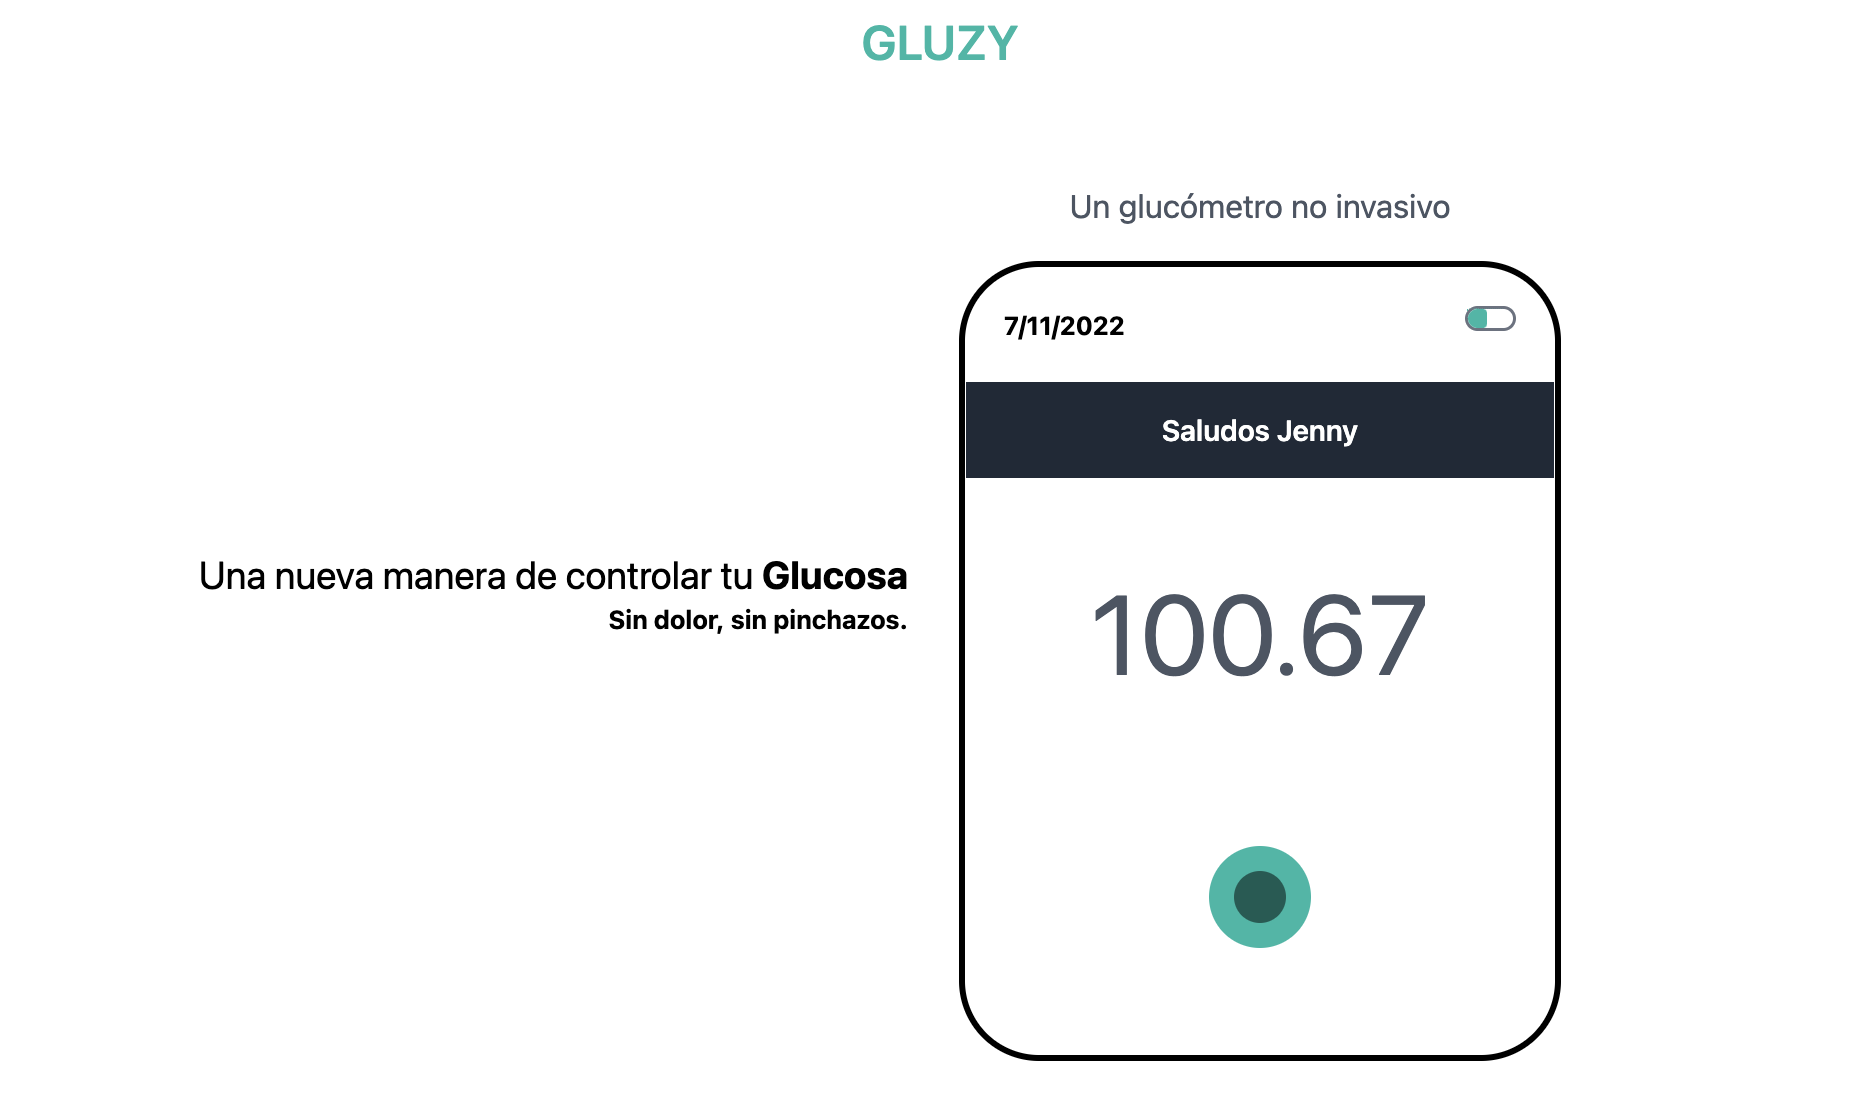 GLUZY
Un glucómetro no invasivo
7/11/2022
Saludos Jenny
Una nueva manera de controlar tu Glucosa
Sin dolor, sin pinchazos.
100.67